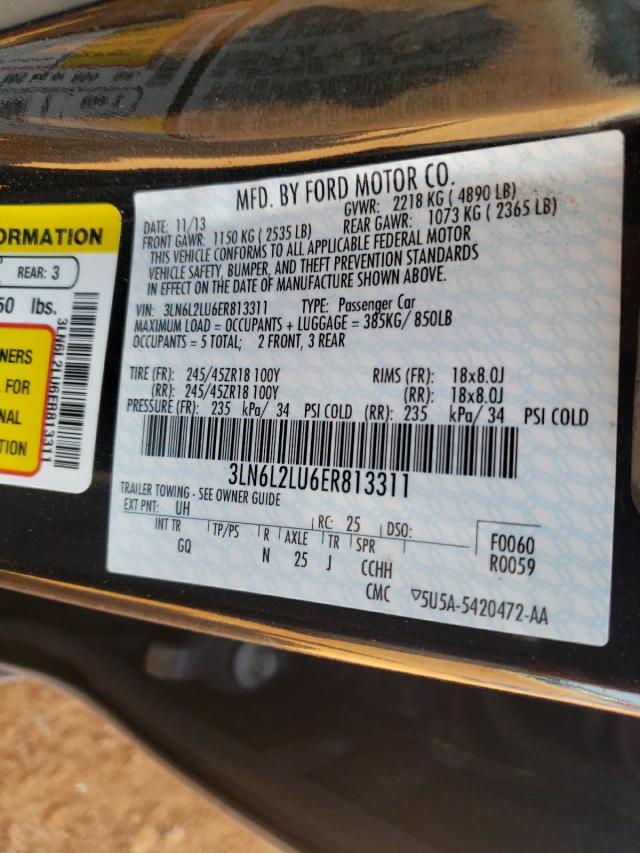 MFD. BY FORD MOTOR CO.
DATE: 11/13 GVWR: 2218 KG ( 4890 LB)
FRONT GAWR: 1150 KG ( 2535 LB) REAR GAWR: 1073 KG ( 2365 LB)
THIS VEHICLE CONFORMS TO ALL APPLICABLE FEDERAL MOTOR
VEHICLE SAFETY, BUMPER, AND THEFT PREVENTION STANDARDS
IN EFFECT ON THE DATE OF MANUFACTURE SHOWN ABOVE.
VIN: 3LN6L2LU6ER813311 TYPE: Passenger Car
MAXIMUM LOAD = OCCUPANTS + LUGGAGE = 385KG/ 850LB
OCCUPANTS = 5 TOTAL; 2 FRONT, 3 REAR
TIRE (FR): 245/45ZR18 100Y RIMS (FR): 18x8.0J
(RR): 245/45ZR18 100Y (RR): 18x8.0J
PRESSURE (FR): 235 kPa/ 34 PSI COLD (RR): 235 kPa/ 34 PSI COLD
3LN6L2LU6ER813311
TRAILER TOWING - SEE OWNER GUIDE
EXT PNT: UH RC: 25 DSO:
INT TR TP/PS R AXLE TR SPR F0060
GQ N 25 J CCHH R0059
CMC ▽5U5A-5420472-AA
ORMATION
REAR: 3
50 lbs.
NERS
FOR
NAL
TION
3LN6L2LU6ER813311